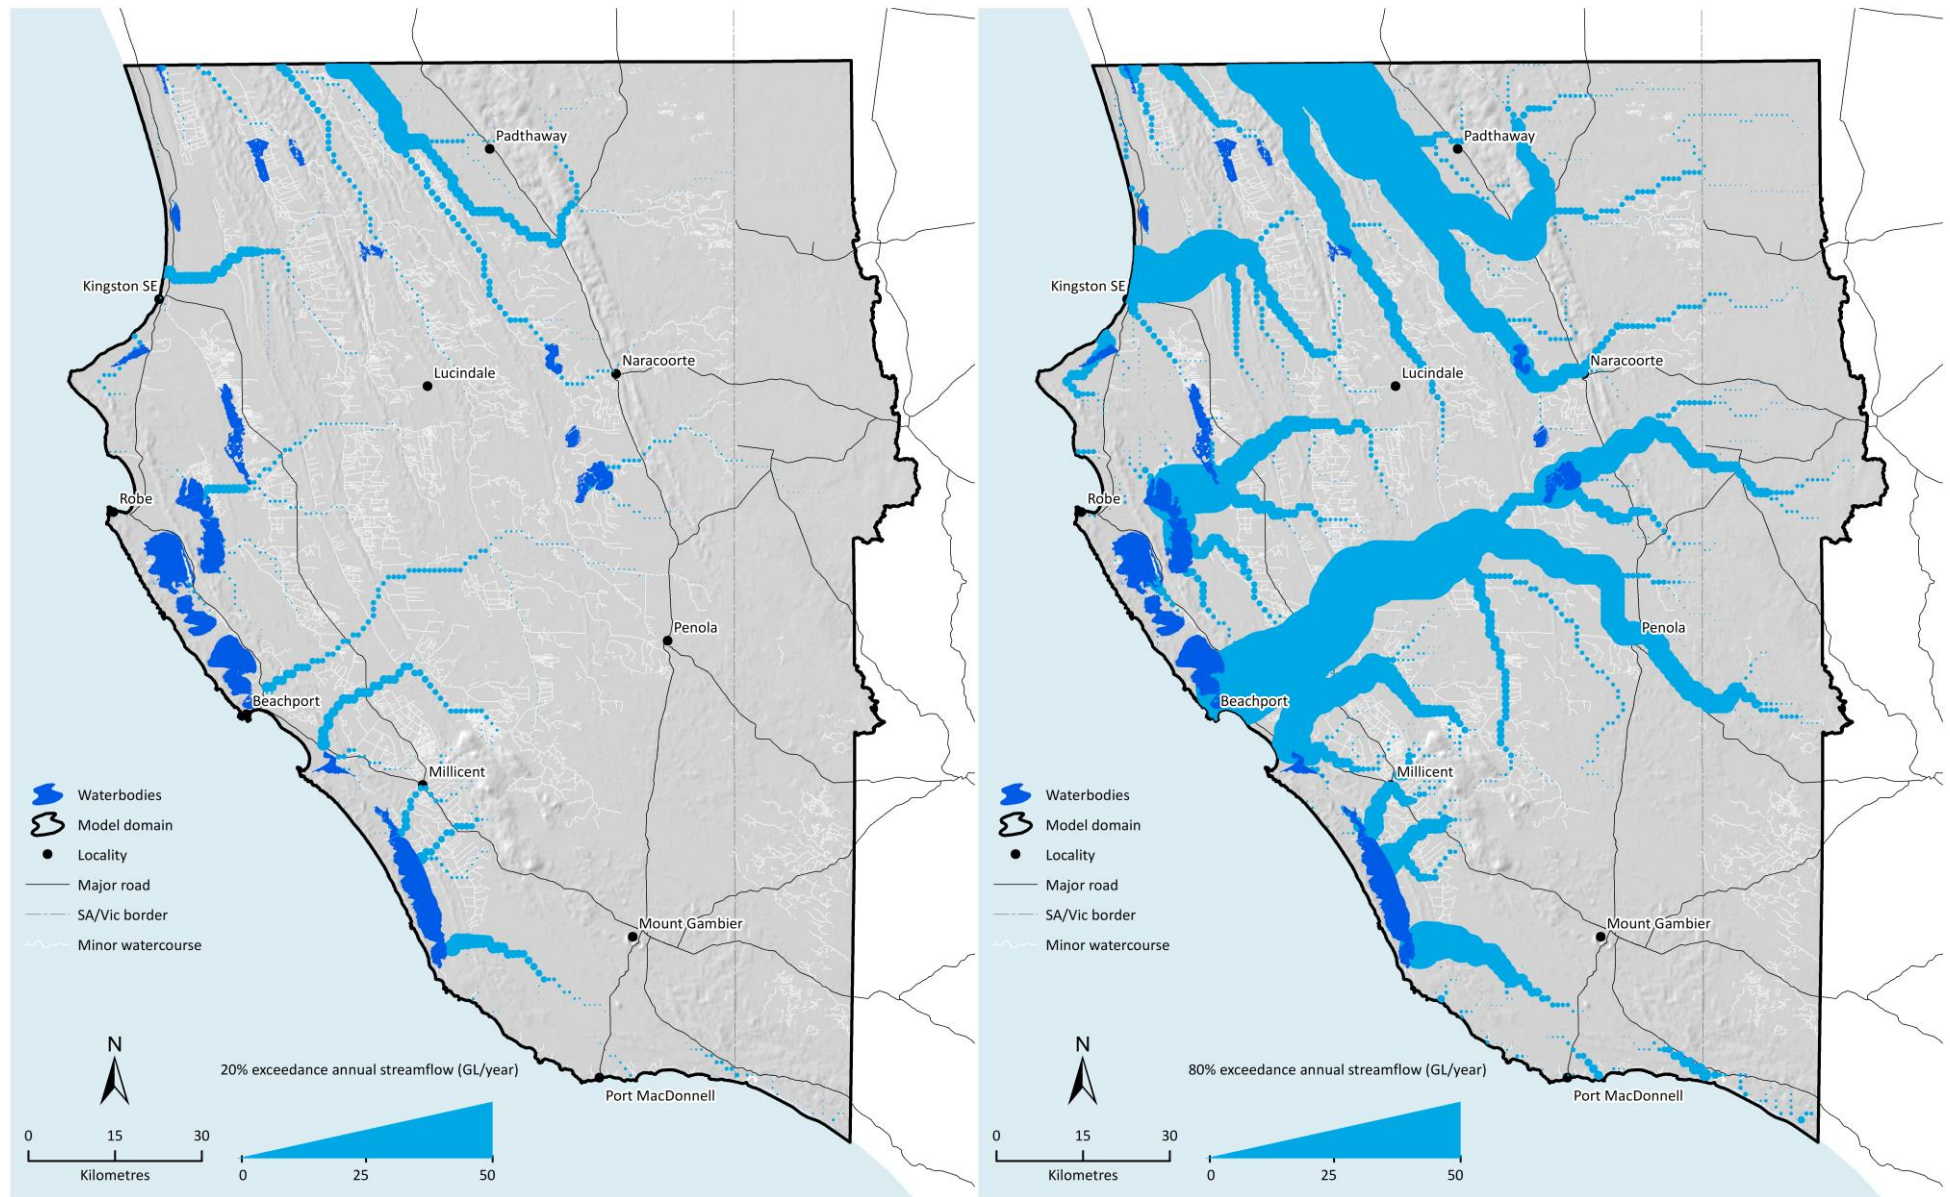 Padthaway
Kingston SE
Naracoorte
Lucindale
Robe
Penola
Beachport
Millicent
Mount Gambier
Port MacDonnell
Waterbodies
Model domain
Locality
Major road
SA/Vic border
Minor watercourse
N
0 15 30
Kilometres
20% exceedance annual streamflow (GL/year)
0 25 50
Padthaway
Kingston SE
Naracoorte
Lucindale
Robe
Penola
Beachport
Millicent
Mount Gambier
Port MacDonnell
Waterbodies
Model domain
Locality
Major road
SA/Vic border
Minor watercourse
N
0 15 30
Kilometres
80% exceedance annual streamflow (GL/year)
0 25 50